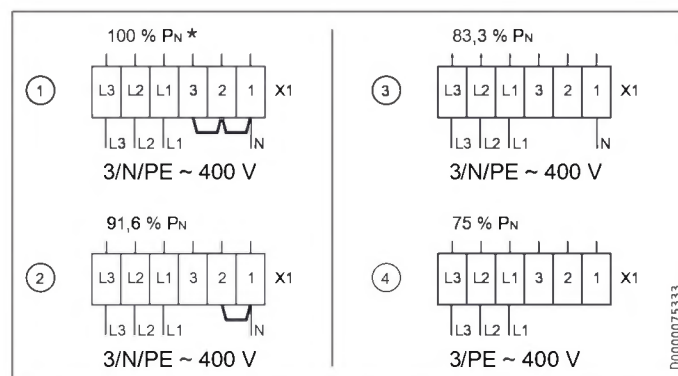 100 % PN *
1
L3 L2 L1 3 2 1 X1
L3 L2 L1 N
3/N/PE ~ 400 V
91,6 % PN
2
L3 L2 L1 3 2 1 X1
L3 L2 L1 N
3/N/PE ~ 400 V
83,3 % PN
3
L3 L2 L1 3 2 1 X1
L3 L2 L1 N
3/N/PE ~ 400 V
75 % PN
4
L3 L2 L1 3 2 1 X1
L3 L2 L1
3/PE ~ 400 V
D0000075333